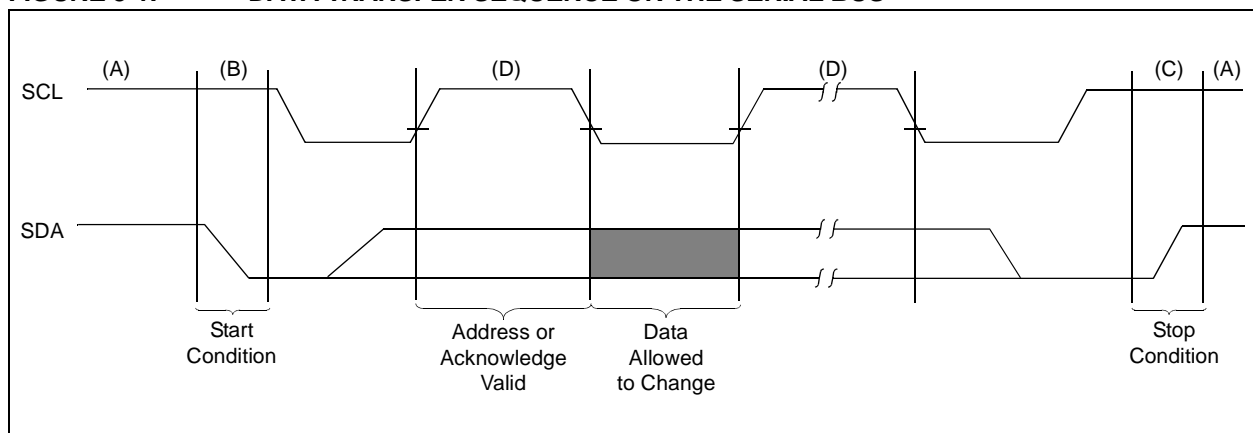 (A) (B) (D) (D) (C) (A)
SCL
SDA
Start
Condition
Address or
Acknowledge
Valid
Data
Allowed
to Change
Stop
Condition